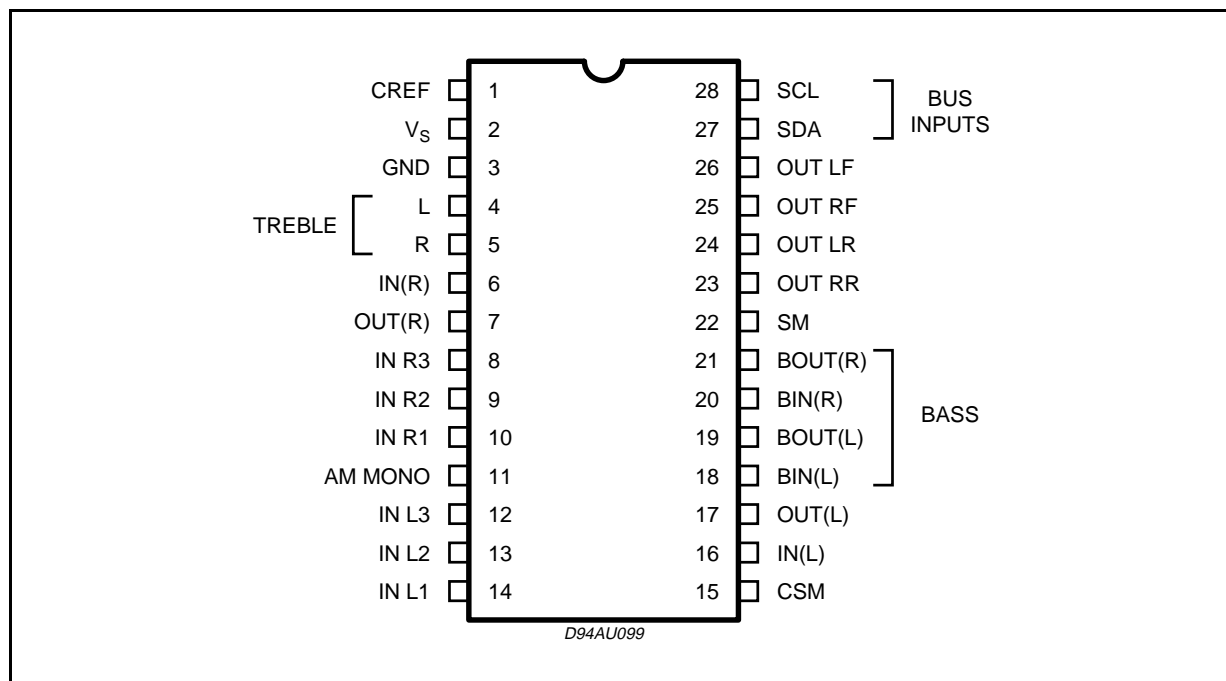 CREF 1 28 SCL
BUS
INPUTS
VS 2 27 SDA
GND 3 26 OUT LF
TREBLE
L 4 25 OUT RF
R 5 24 OUT LR
IN(R) 6 23 OUT RR
OUT(R) 7 22 SM
IN R3 8 21 BOUT(R)
IN R2 9 20 BIN(R)
BASS
IN R1 10 19 BOUT(L)
AM MONO 11 18 BIN(L)
IN L3 12 17 OUT(L)
IN L2 13 16 IN(L)
IN L1 14 15 CSM
D94AU099